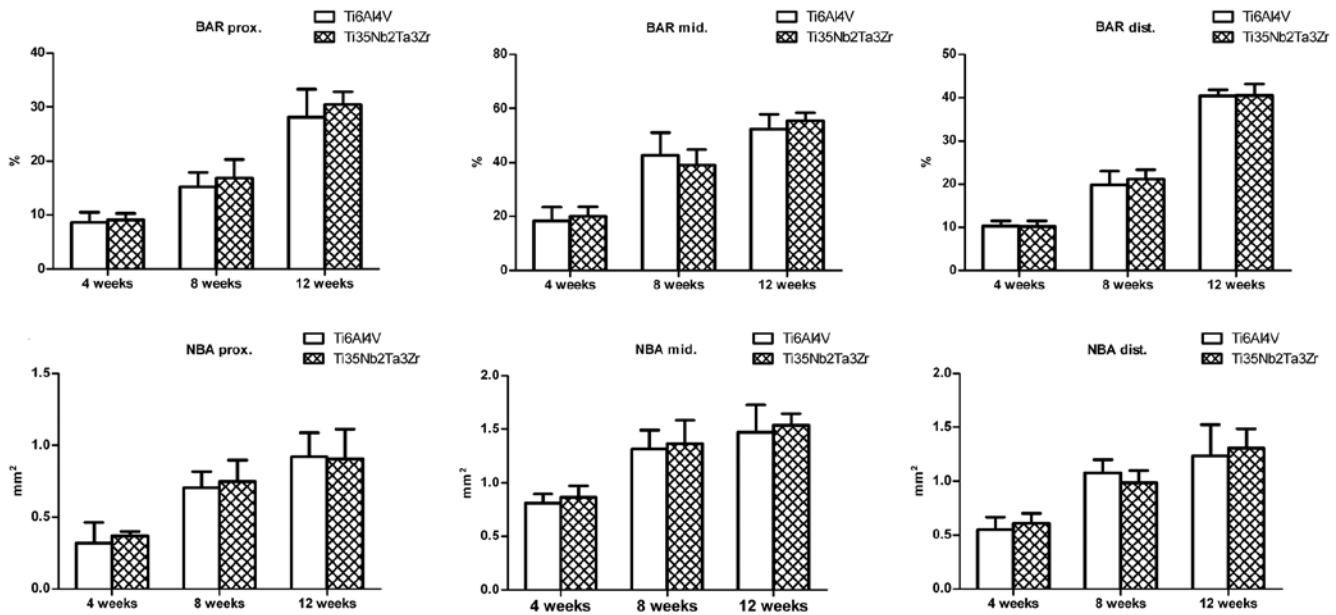 BAR prox.
Ti6Al4V
Ti35Nb2Ta3Zr
%
40
30
20
10
0
4 weeks
8 weeks
12 weeks
BAR mid.
Ti6Al4V
Ti35Nb2Ta3Zr
%
80
60
40
20
0
4 weeks
8 weeks
12 weeks
BAR dist.
Ti6Al4V
Ti35Nb2Ta3Zr
%
50
40
30
20
10
0
4 weeks
8 weeks
12 weeks
NBA prox.
Ti6Al4V
Ti35Nb2Ta3Zr
mm²
1.5
1.0
0.5
0.0
4 weeks
8 weeks
12 weeks
NBA mid.
Ti6Al4V
Ti35Nb2Ta3Zr
mm²
2.0
1.5
1.0
0.5
0.0
4 weeks
8 weeks
12 weeks
NBA dist.
Ti6Al4V
Ti35Nb2Ta3Zr
mm²
2.0
1.5
1.0
0.5
0.0
4 weeks
8 weeks
12 weeks